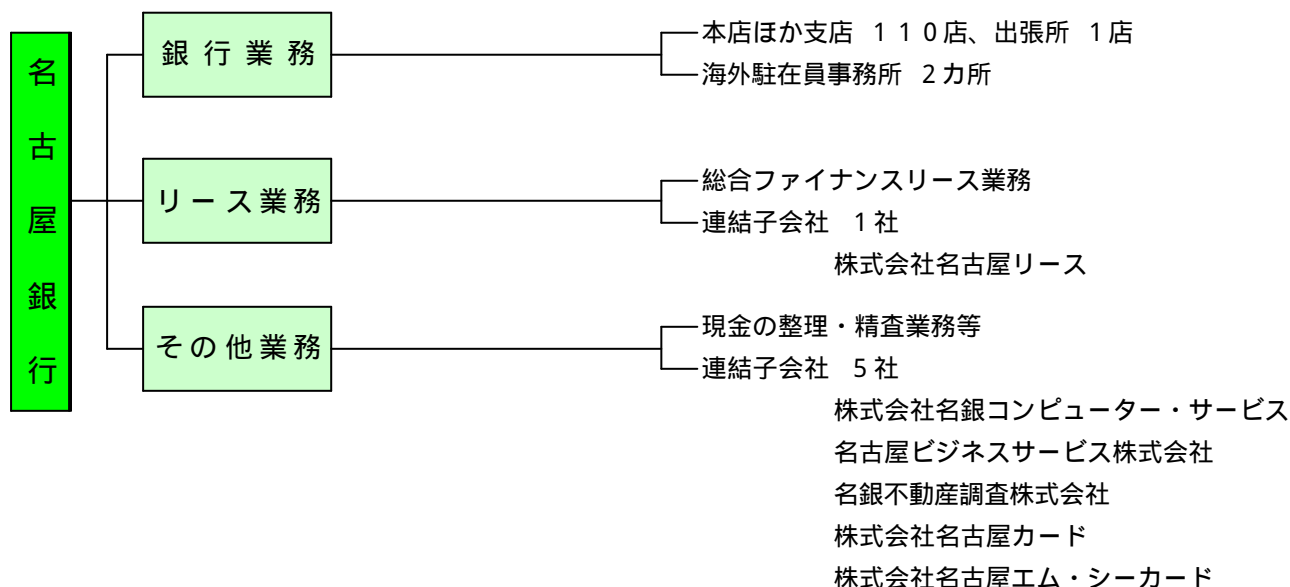 名古屋銀行
銀行業務
本店ほか支店 １１０店、出張所 １店
海外駐在員事務所 ２カ所
リース業務
総合ファイナンスリース業務
連結子会社 １社
株式会社名古屋リース
その他業務
現金の整理・精査業務等
連結子会社 ５社
株式会社名銀コンピューター・サービス
名古屋ビジネスサービス株式会社
名銀不動産調査株式会社
株式会社名古屋カード
株式会社名古屋エム・シーカード